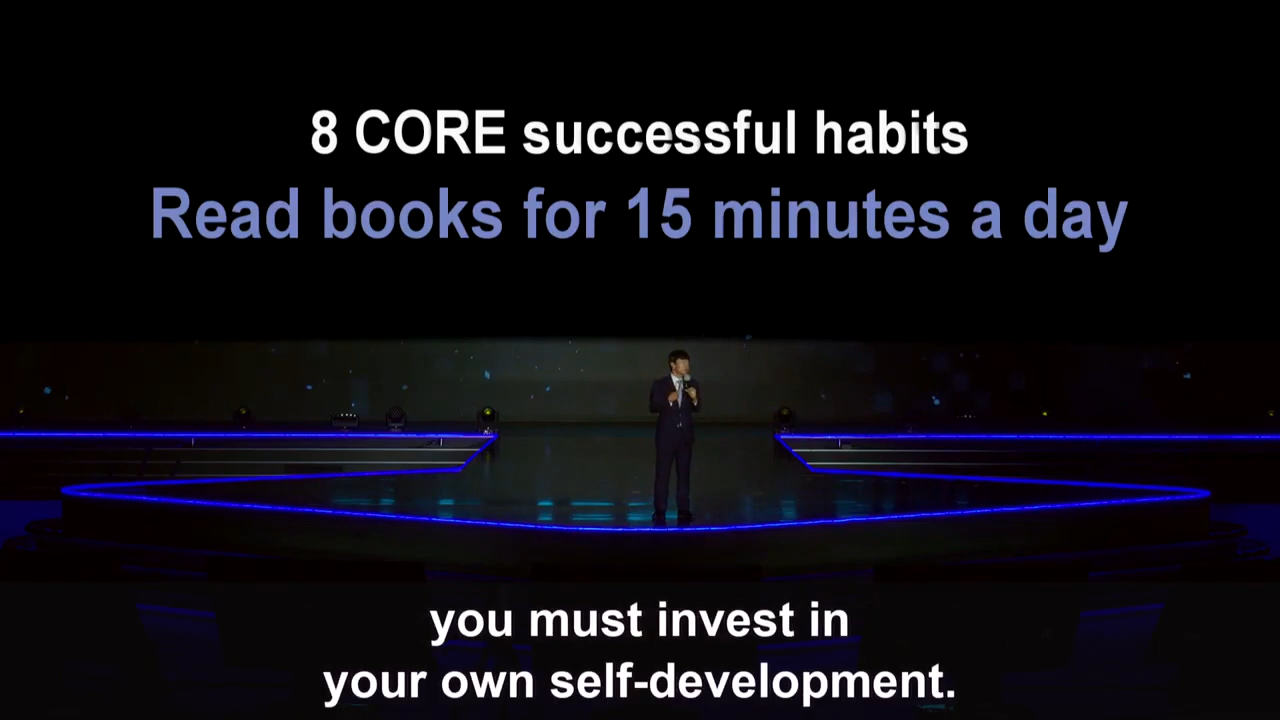 8 CORE successful habits
Read books for 15 minutes a day
you must invest in
your own self-development.